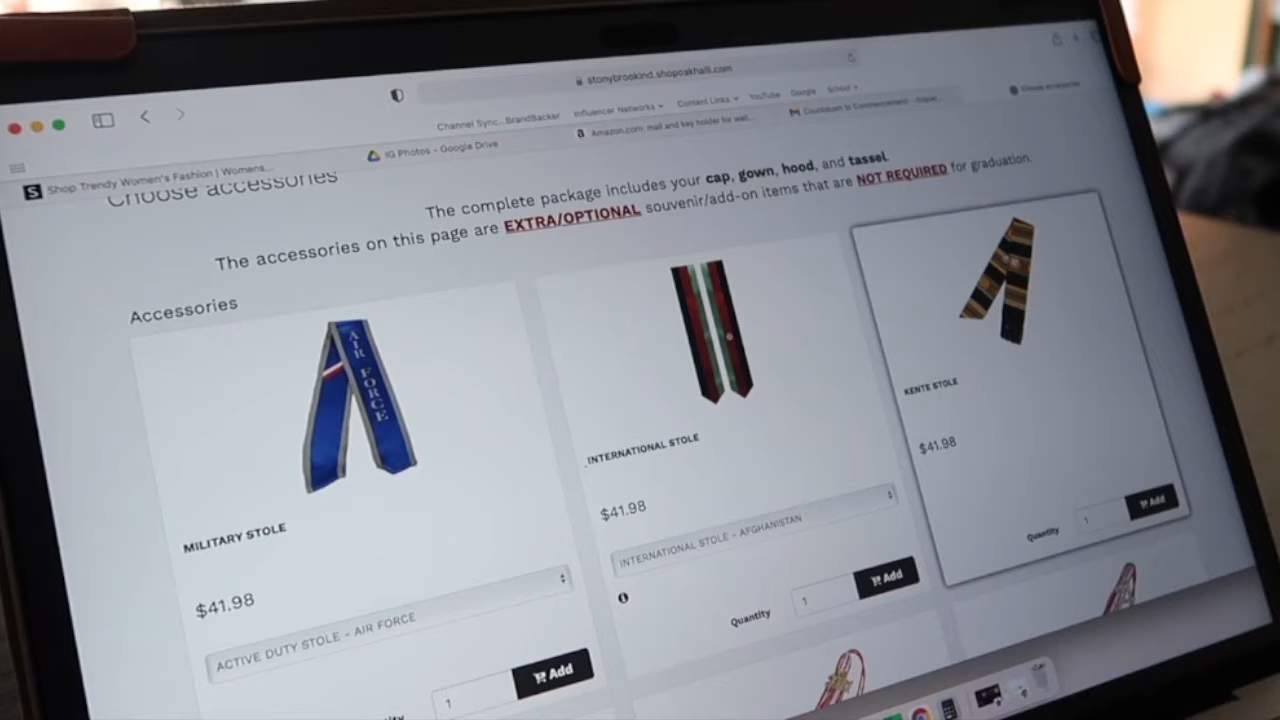 stonybrookind.shopoakhall.com
Channel Sync...BrandBacker Influencer Networks Content Links YouTube Google School
Shop Trendy Women's Fashion | Womens...
IG Photos - Google Drive
Amazon.com: mail and key holder for wall...
Countdown to Commencement -
Choose accessories
Choose accessories
The complete package includes your cap, gown, hood, and tassel.
The accessories on this page are EXTRA/OPTIONAL souvenir/add-on items that are NOT REQUIRED for graduation.
Accessories
AIR FORCE
MILITARY STOLE
$41.98
ACTIVE DUTY STOLE - AIR FORCE
1
Add
INTERNATIONAL STOLE
$41.98
INTERNATIONAL STOLE - AFGHANISTAN
Quantity
1
Add
KENTE STOLE
$41.98
Quantity
1
Add